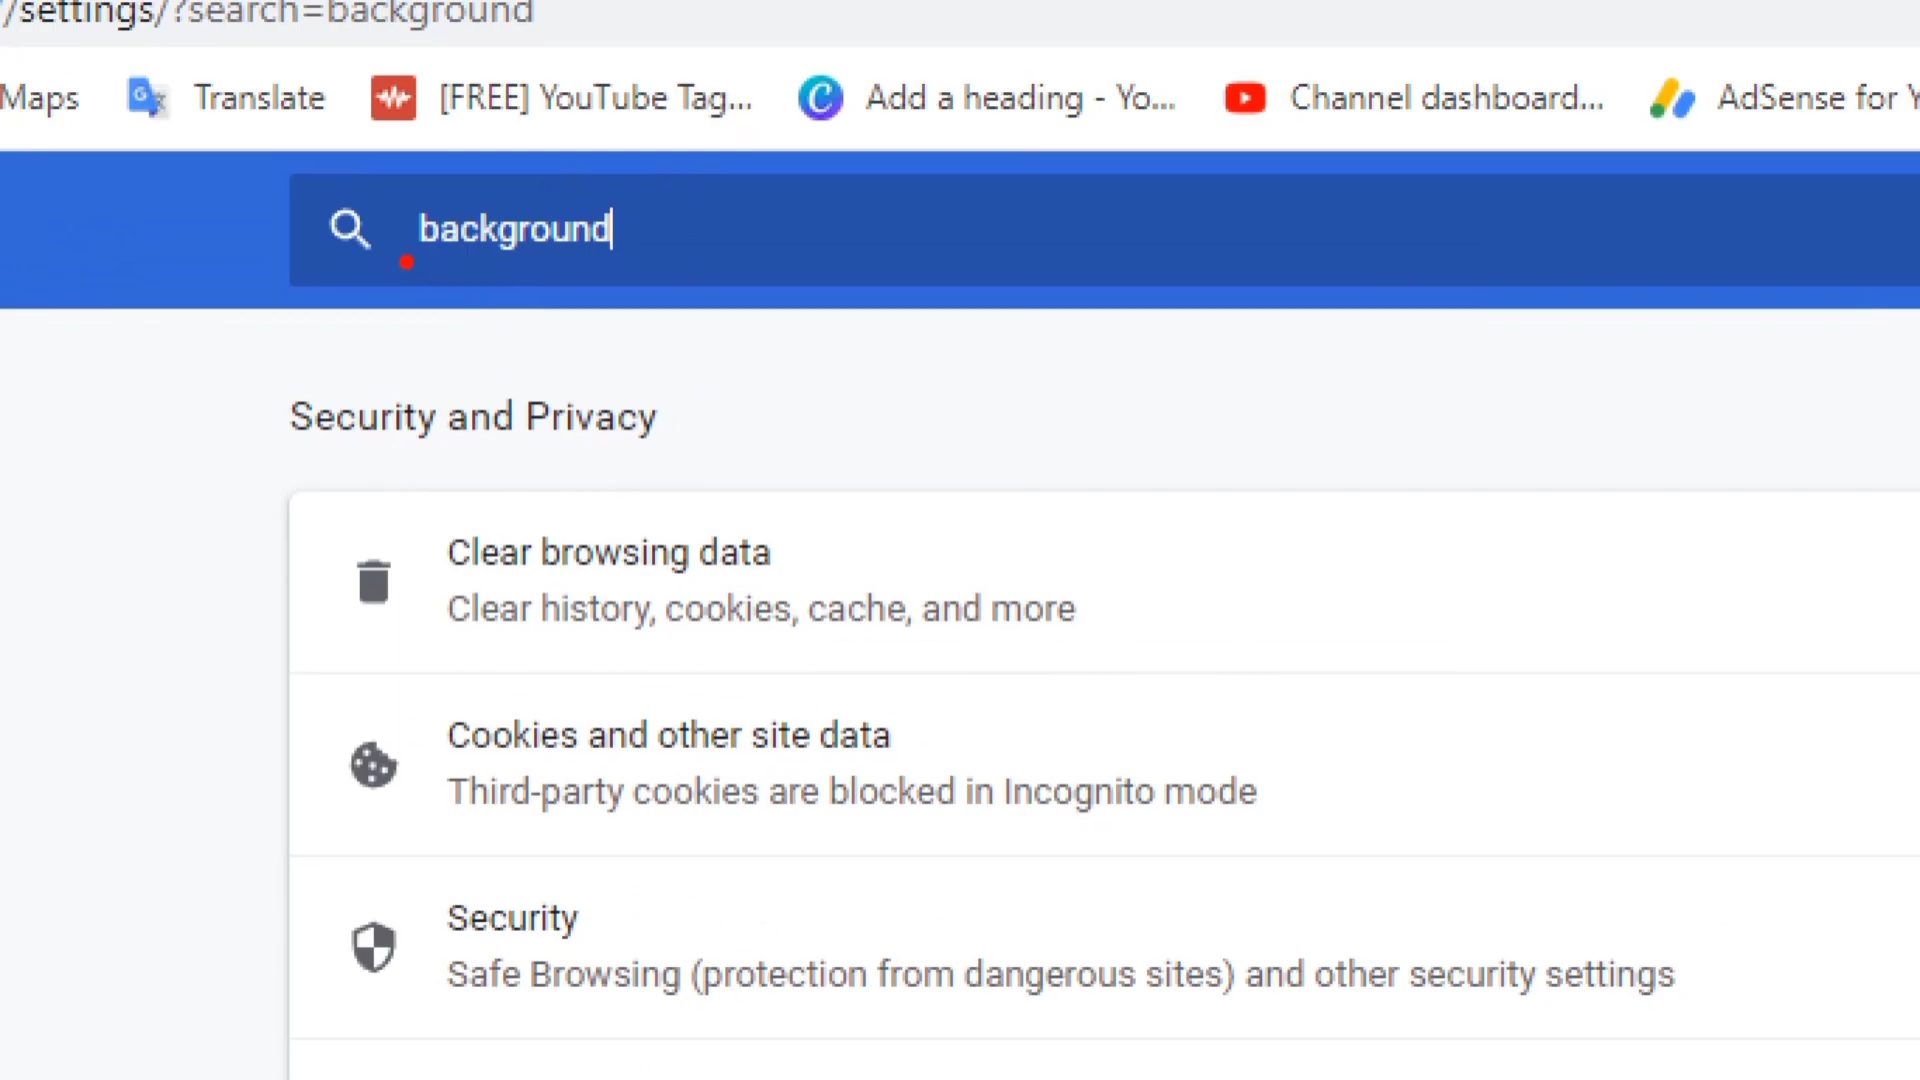 /settings/?search=background
Maps Translate [FREE] YouTube Tag... Add a heading - Yo... Channel dashboard... AdSense for Y
background
Security and Privacy
Clear browsing data
Clear history, cookies, cache, and more
Cookies and other site data
Third-party cookies are blocked in Incognito mode
Security
Safe Browsing (protection from dangerous sites) and other security settings